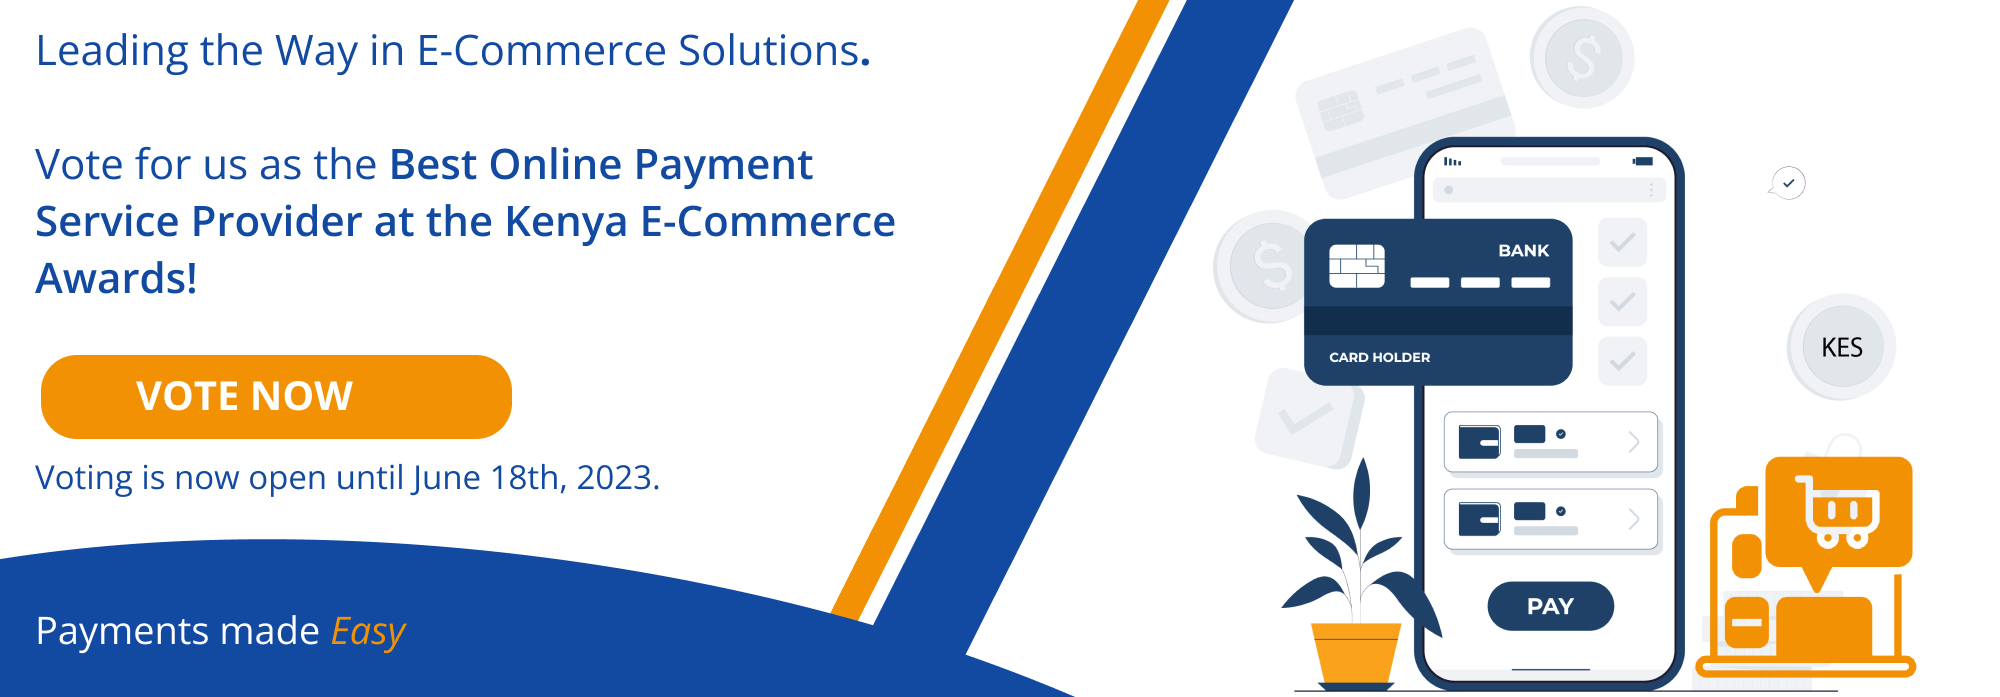 Leading the Way in E-Commerce Solutions.
Vote for us as the Best Online Payment
Service Provider at the Kenya E-Commerce
Awards!
VOTE NOW
Voting is now open until June 18th, 2023.
Payments made Easy
BANK
CARD HOLDER
KES
PAY